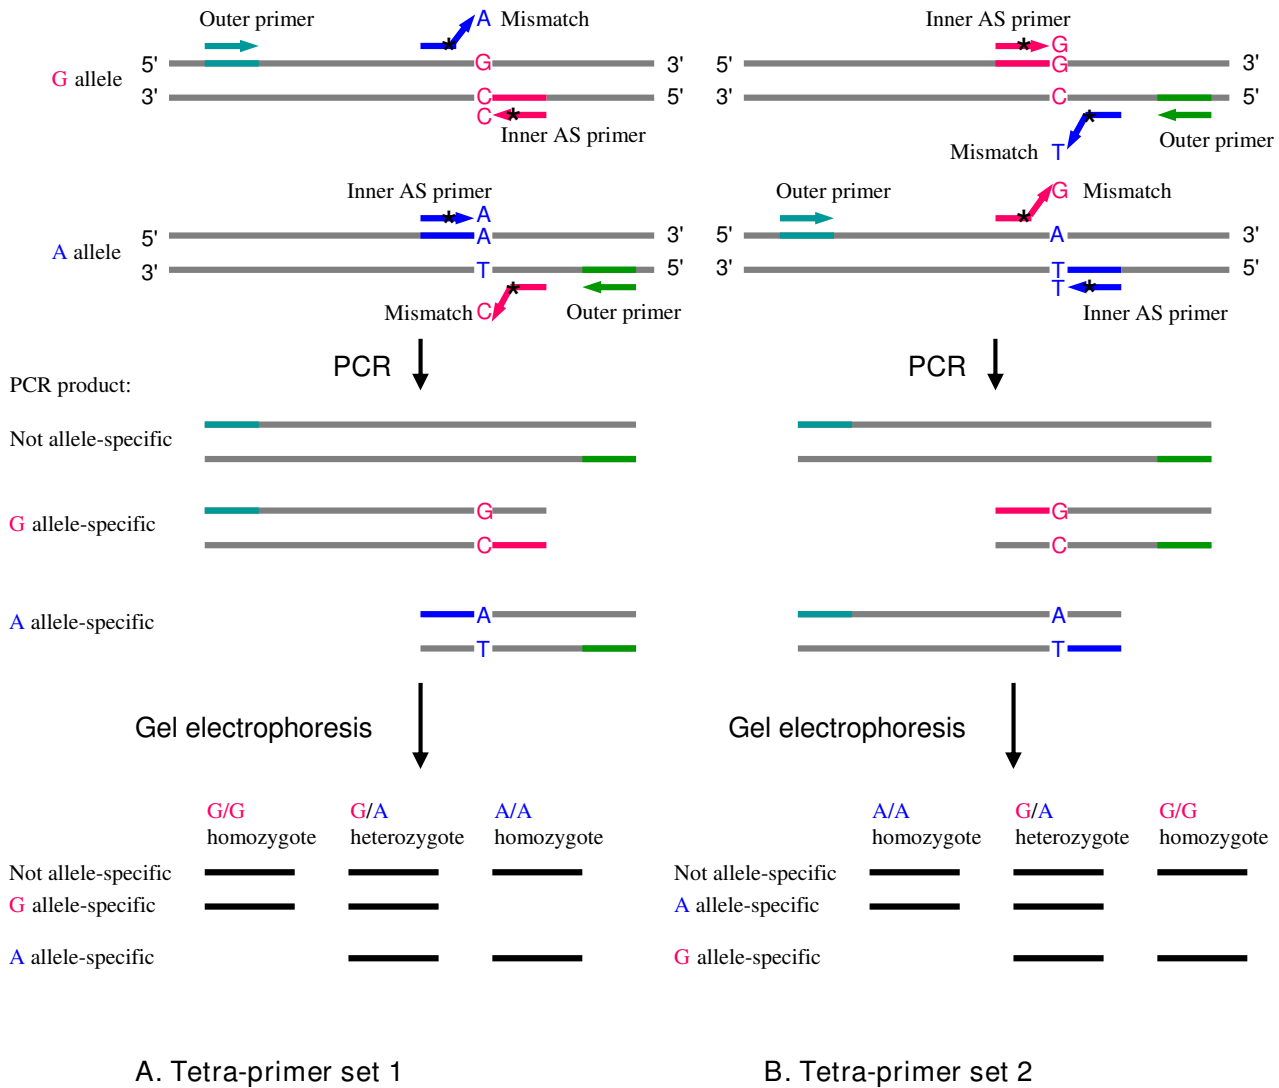 Outer primer
A Mismatch
Inner AS primer
G
5' G 3'
5' G 3'
G allele
3' C 5'
3' C 5'
C
Inner AS primer
Outer primer
Mismatch T
Inner AS primer
Outer primer
G Mismatch
A
5' A 3'
5' A 3'
A allele
3' T 5'
3' T 5'
T
Mismatch C
Outer primer
Inner AS primer
PCR
PCR
PCR product:
Not allele-specific
G allele-specific
G
C
G
C
A allele-specific
A
T
A
T
Gel electrophoresis
Gel electrophoresis
G/G
homozygote
G/A
heterozygote
A/A
homozygote
Not allele-specific
G allele-specific
A allele-specific
A/A
homozygote
G/A
heterozygote
G/G
homozygote
Not allele-specific
A allele-specific
G allele-specific
A. Tetra-primer set 1
B. Tetra-primer set 2